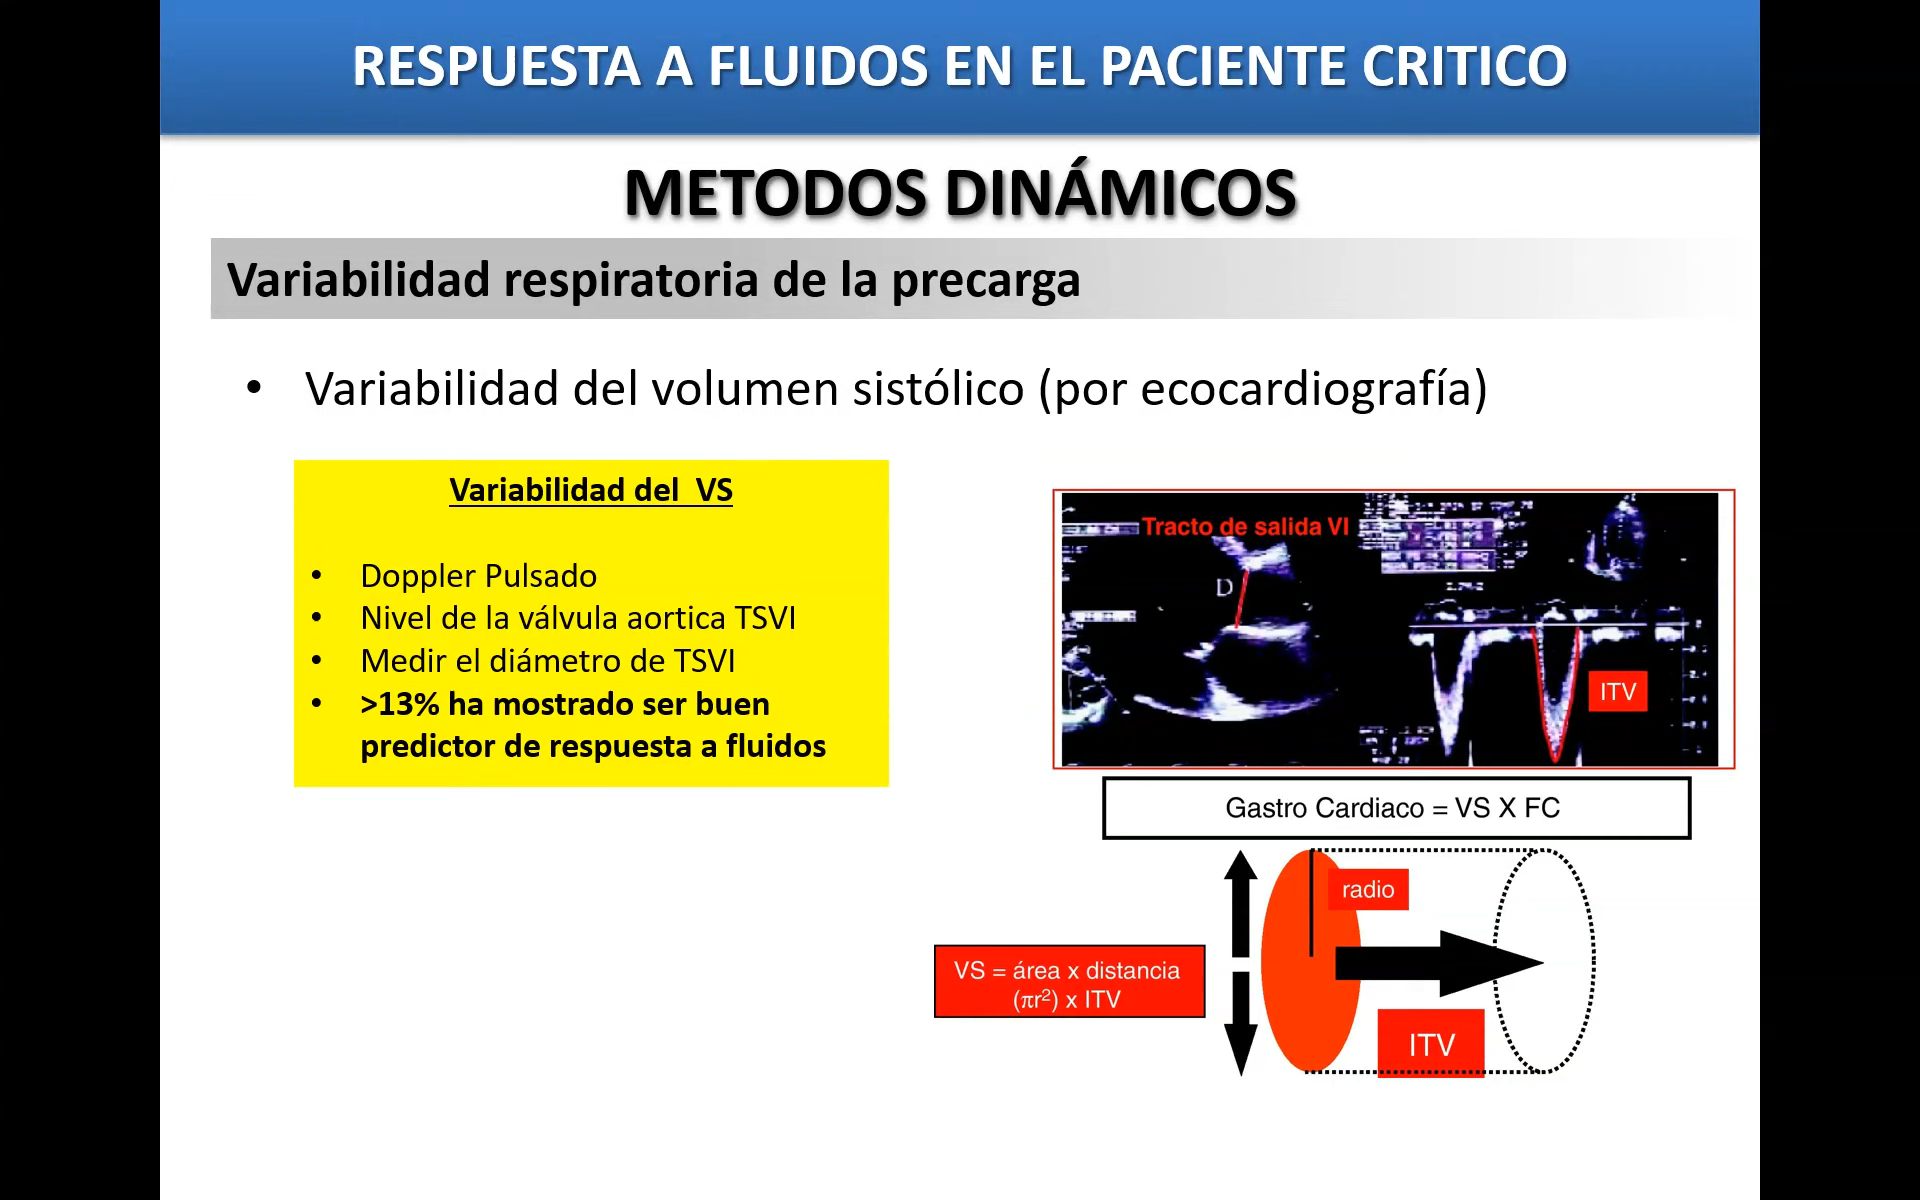 RESPUESTA A FLUIDOS EN EL PACIENTE CRITICO
METODOS DINÁMICOS
Variabilidad respiratoria de la precarga
• Variabilidad del volumen sistólico (por ecocardiografía)
Variabilidad del VS
• Doppler Pulsado
• Nivel de la válvula aortica TSVI
• Medir el diámetro de TSVI
• >13% ha mostrado ser buen
predictor de respuesta a fluidos
Tracto de salida VI
D
ITV
Gastro Cardiaco = VS X FC
radio
VS = área x distancia
(πr²) x ITV
ITV